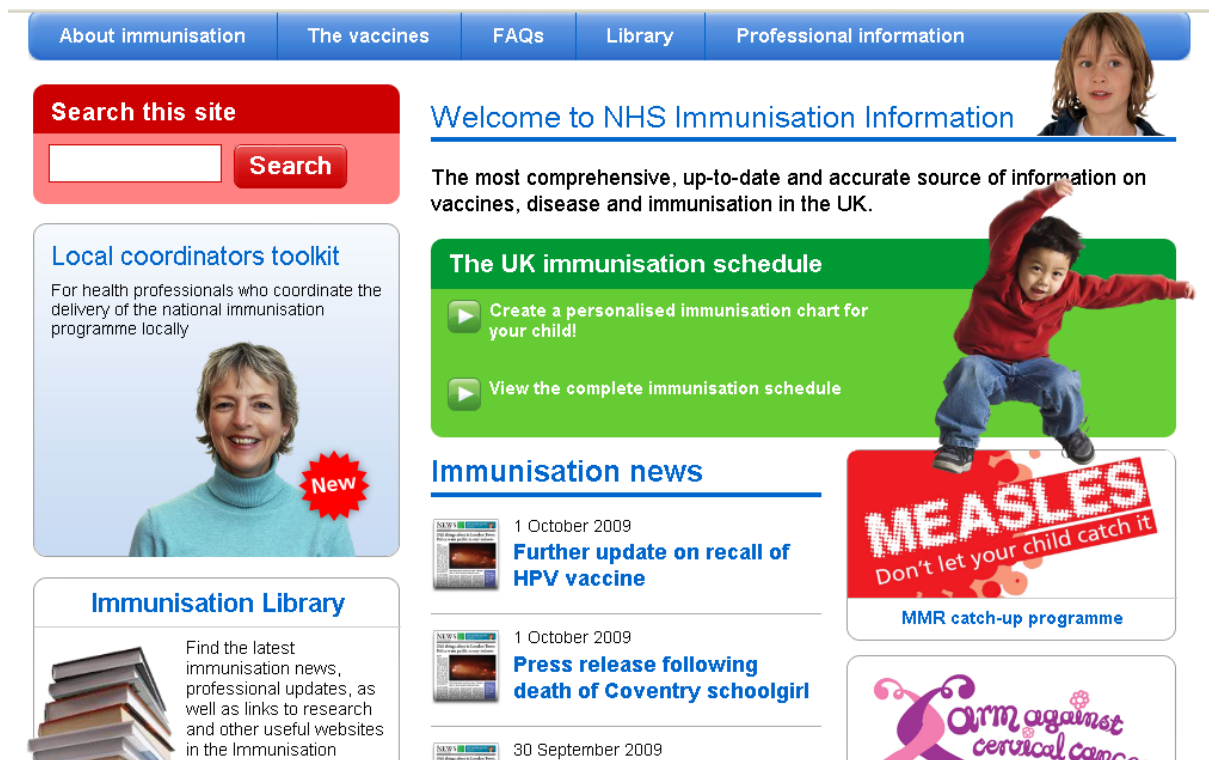 About immunisation
The vaccines
FAQs
Library
Professional information
Search this site
Search
Local coordinators toolkit
For health professionals who coordinate the
delivery of the national immunisation
programme locally
New
Immunisation Library
Find the latest
immunisation news,
professional updates, as
well as links to research
and other useful websites
in the Immunisation
Welcome to NHS Immunisation Information
The most comprehensive, up-to-date and accurate source of information on
vaccines, disease and immunisation in the UK.
The UK immunisation schedule
Create a personalised immunisation chart for
your child!
View the complete immunisation schedule
Immunisation news
NEWS
1 October 2009
Further update on recall of
HPV vaccine
NEWS
1 October 2009
Press release following
death of Coventry schoolgirl
NEWS
30 September 2009
MEASLES
Don't let your child catch it
MMR catch-up programme
arm against
cervical